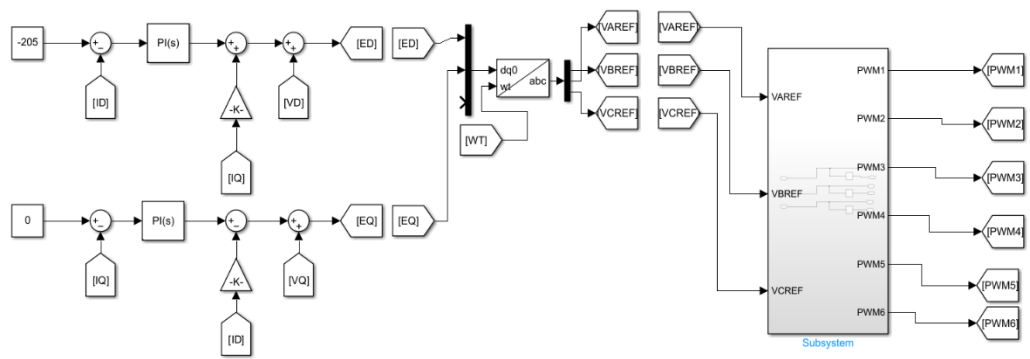 -205
PI(s)
[ED]
[ED]
[ID]
-K-
[VD]
[IQ]
dq0
wt
abc
[WT]
[VAREF]
[VBREF]
[VCREF]
[VAREF]
[VBREF]
[VCREF]
VAREF
VBREF
VCREF
PWM1
PWM2
PWM3
PWM4
PWM5
PWM6
Subsystem
[PWM1]
[PWM2]
[PWM3]
[PWM4]
[PWM5]
[PWM6]
0
PI(s)
[EQ]
[EQ]
[IQ]
-K-
[VQ]
[ID]